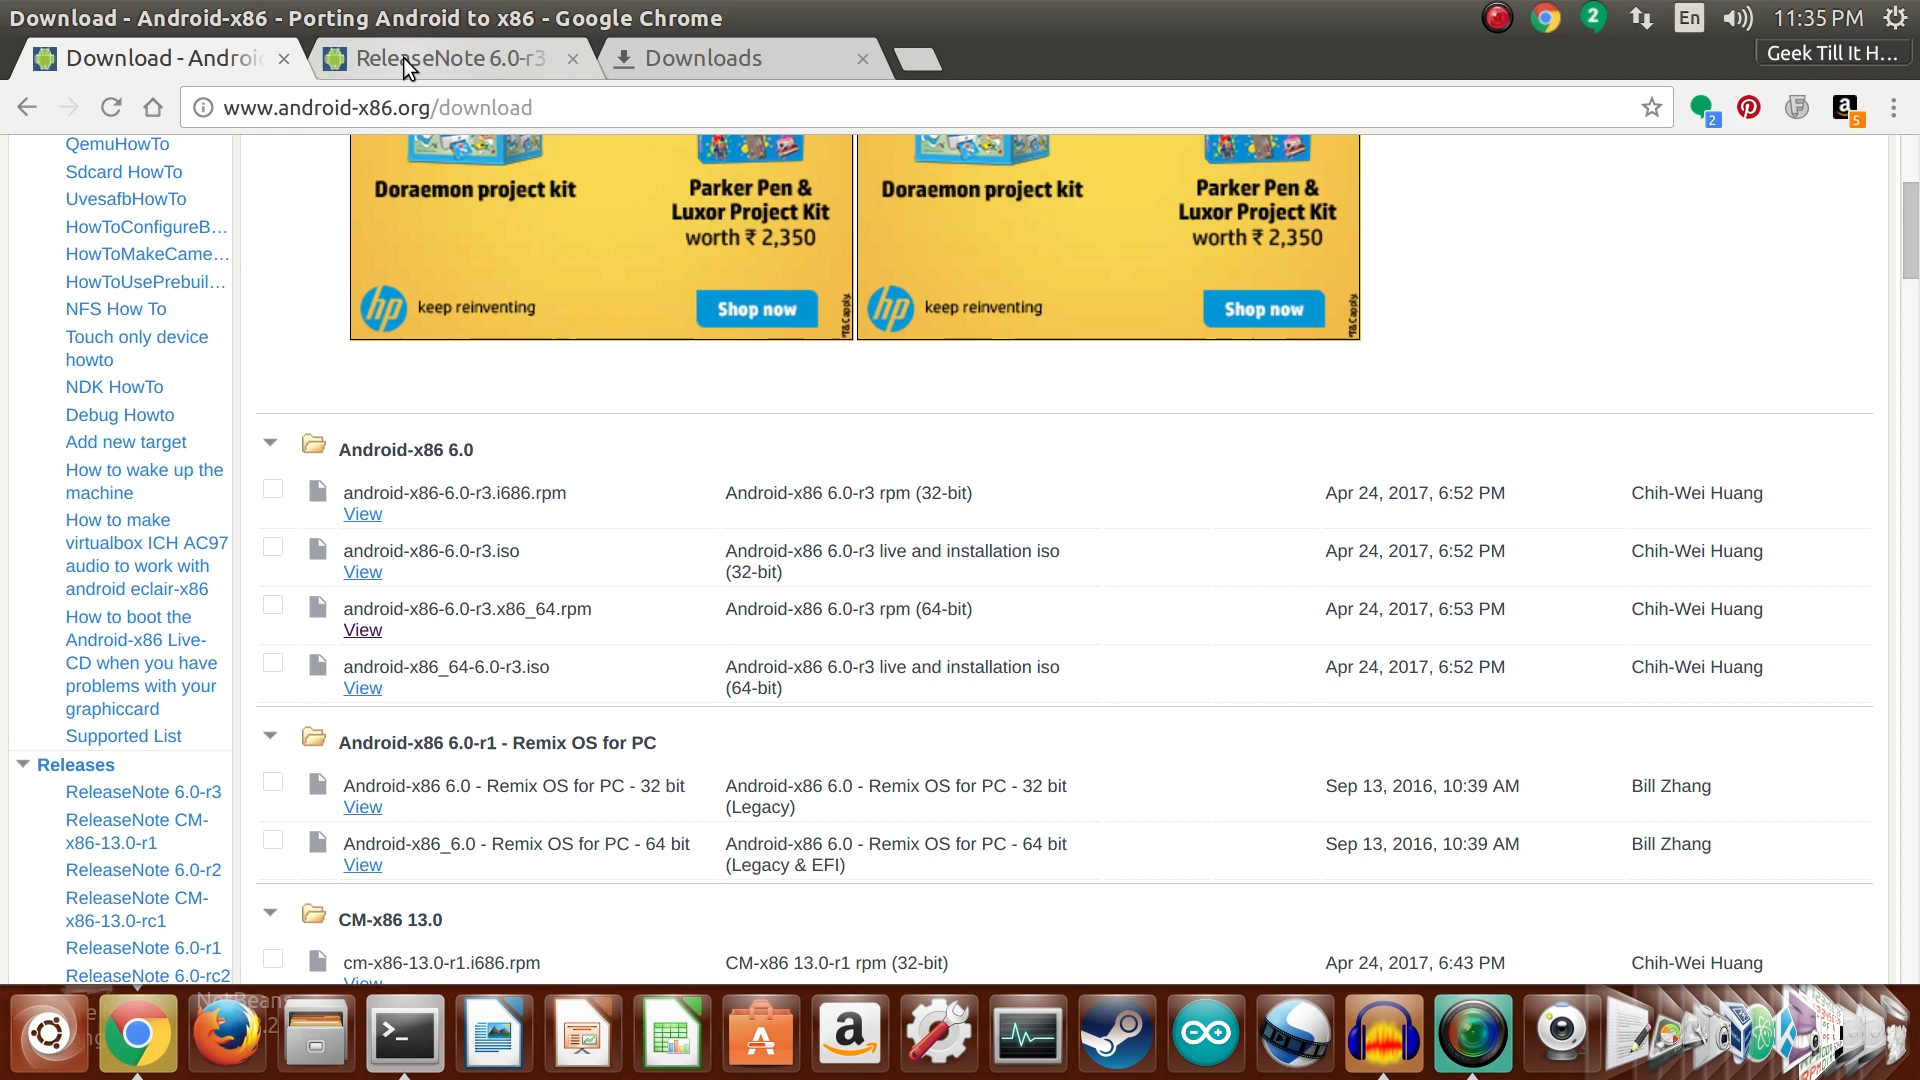 Download - Android-x86 - Porting Android to x86 - Google Chrome
2
En
11:35 PM
Download - Androi
ReleaseNote 6.0-r3
Downloads
Geek Till It H...
www.android-x86.org/download
2
a
5
QemuHowTo
Sdcard HowTo
UvesafbHowTo
HowToConfigureB...
HowToMakeCame...
HowToUsePrebuil...
NFS How To
Touch only device
howto
NDK HowTo
Debug Howto
Add new target
How to wake up the
machine
How to make
virtualbox ICH AC97
audio to work with
android eclair-x86
How to boot the
Android-x86 Live-
CD when you have
problems with your
graphiccard
Supported List
Releases
ReleaseNote 6.0-r3
ReleaseNote CM-
x86-13.0-r1
ReleaseNote 6.0-r2
ReleaseNote CM-
x86-13.0-rc1
ReleaseNote 6.0-r1
ReleaseNote 6.0-rc2
Doraemon project kit
Parker Pen &
Luxor Project Kit
worth ₹ 2,350
hp
keep reinventing
Shop now
*T&C apply.
Doraemon project kit
Parker Pen &
Luxor Project Kit
worth ₹ 2,350
hp
keep reinventing
Shop now
*T&C apply.
Android-x86 6.0
android-x86-6.0-r3.i686.rpm Android-x86 6.0-r3 rpm (32-bit) Apr 24, 2017, 6:52 PM Chih-Wei Huang
View
android-x86-6.0-r3.iso Android-x86 6.0-r3 live and installation iso Apr 24, 2017, 6:52 PM Chih-Wei Huang
View (32-bit)
android-x86-6.0-r3.x86_64.rpm Android-x86 6.0-r3 rpm (64-bit) Apr 24, 2017, 6:53 PM Chih-Wei Huang
View
android-x86_64-6.0-r3.iso Android-x86 6.0-r3 live and installation iso Apr 24, 2017, 6:52 PM Chih-Wei Huang
View (64-bit)
Android-x86 6.0-r1 - Remix OS for PC
Android-x86 6.0 - Remix OS for PC - 32 bit Android-x86 6.0 - Remix OS for PC - 32 bit Sep 13, 2016, 10:39 AM Bill Zhang
View (Legacy)
Android-x86_6.0 - Remix OS for PC - 64 bit Android-x86 6.0 - Remix OS for PC - 64 bit Sep 13, 2016, 10:39 AM Bill Zhang
View (Legacy & EFI)
CM-x86 13.0
cm-x86-13.0-r1.i686.rpm CM-x86 13.0-r1 rpm (32-bit) Apr 24, 2017, 6:43 PM Chih-Wei Huang
View
NetBeans